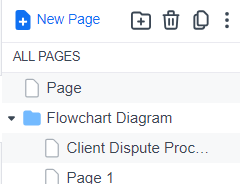 New Page
ALL PAGES
Page
Flowchart Diagram
Client Dispute Proc...
Page 1